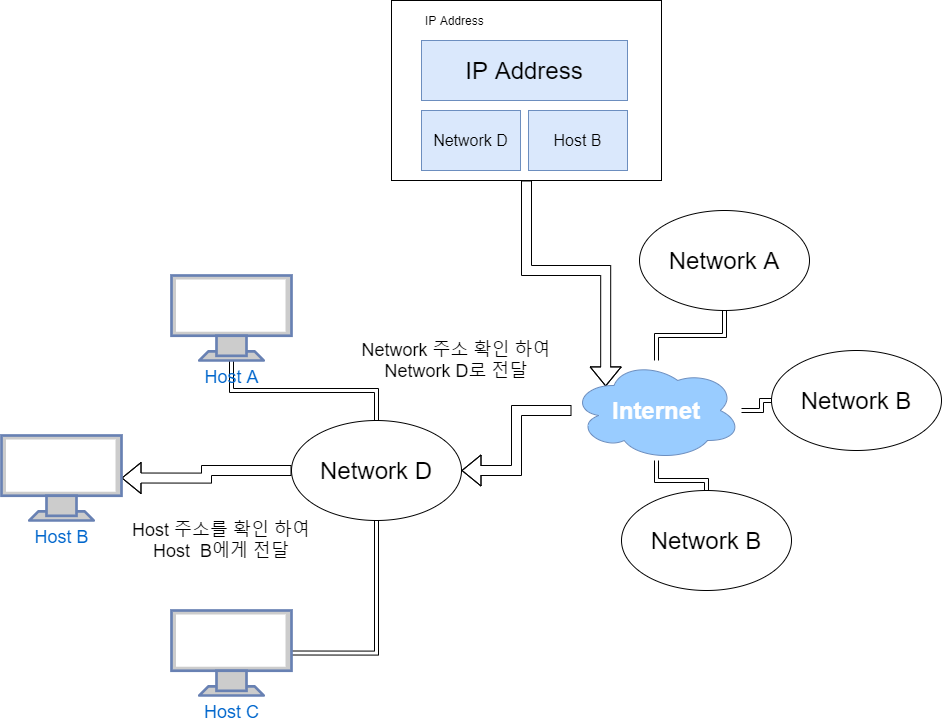 IP Address
IP Address
Network D
Host B
Network A
Network 주소 확인 하여
Network D로 전달
Host A
Internet
Network B
Network D
Host B
Host 주소를 확인 하여
Host  B에게 전달
Network B
Host C